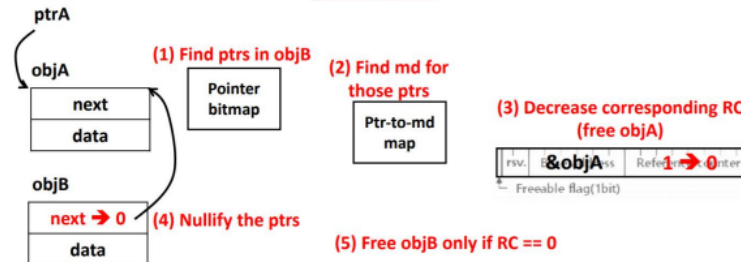 ptrA
(1) Find ptrs in objB
objA
next
data
Pointer
bitmap
(2) Find md for
those ptrs
Ptr-to-md
map
(3) Decrease corresponding RC
(free objA)
rsv.
&objA
1 ➔ 0
Freeable flag(1bit)
objB
next ➔ 0
data
(4) Nullify the ptrs
(5) Free objB only if RC == 0